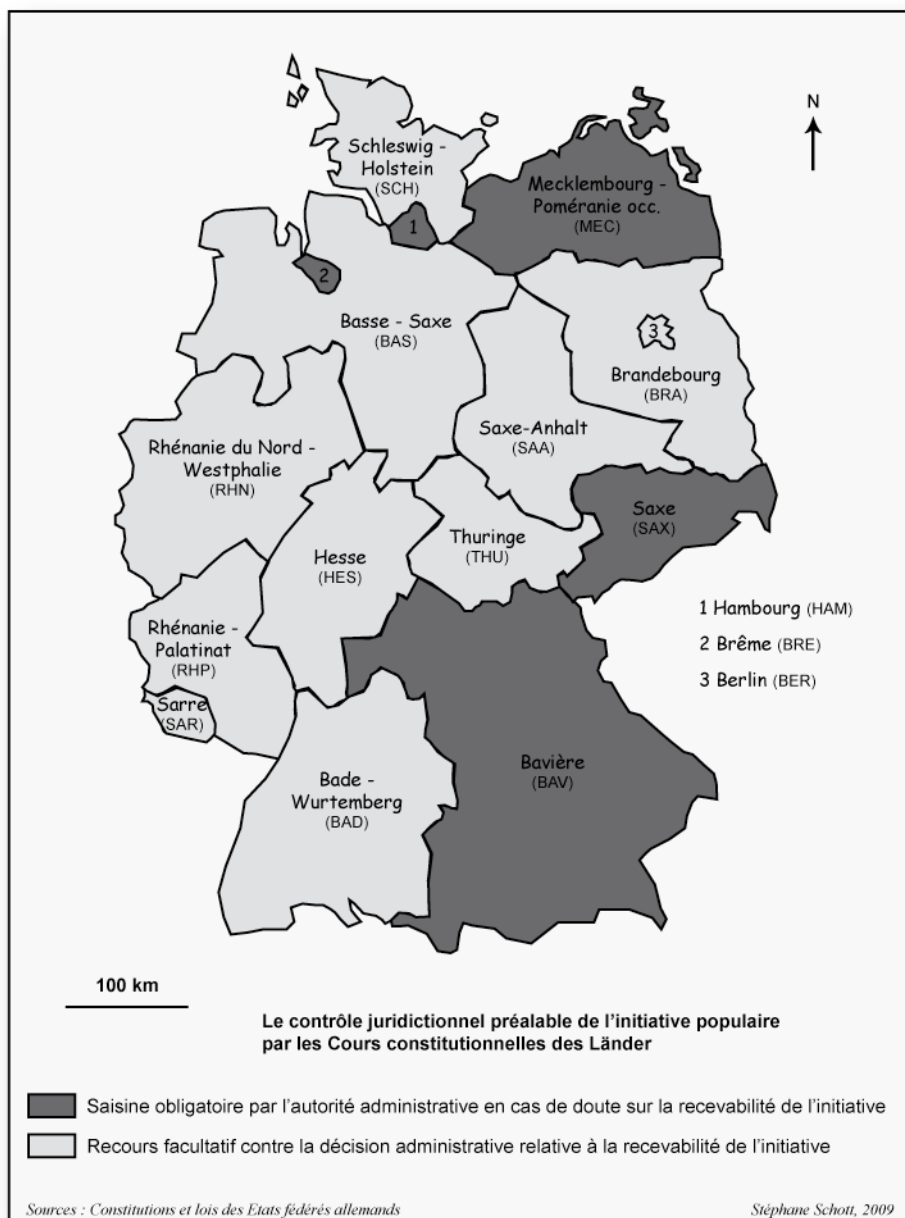 N
Schleswig -
Holstein
(SCH)
Mecklembourg -
Poméranie occ.
(MEC)
1
2
Basse - Saxe
(BAS)
3
Brandebourg
(BRA)
Saxe-Anhalt
(SAA)
Rhénanie du Nord -
Westphalie
(RHN)
Saxe
(SAX)
Thuringe
(THU)
Hesse
(HES)
1 Hambourg (HAM)
2 Brême (BRE)
3 Berlin (BER)
Rhénanie -
Palatinat
(RHP)
Sarre
(SAR)
Bavière
(BAV)
Bade -
Wurtemberg
(BAD)
100 km
Le contrôle juridictionnel préalable de l'initiative populaire
par les Cours constitutionnelles des Länder
Saisine obligatoire par l'autorité administrative en cas de doute sur la recevabilité de l'initiative
Recours facultatif contre la décision administrative relative à la recevabilité de l'initiative
Sources : Constitutions et lois des Etats fédérés allemands
Stéphane Schott, 2009